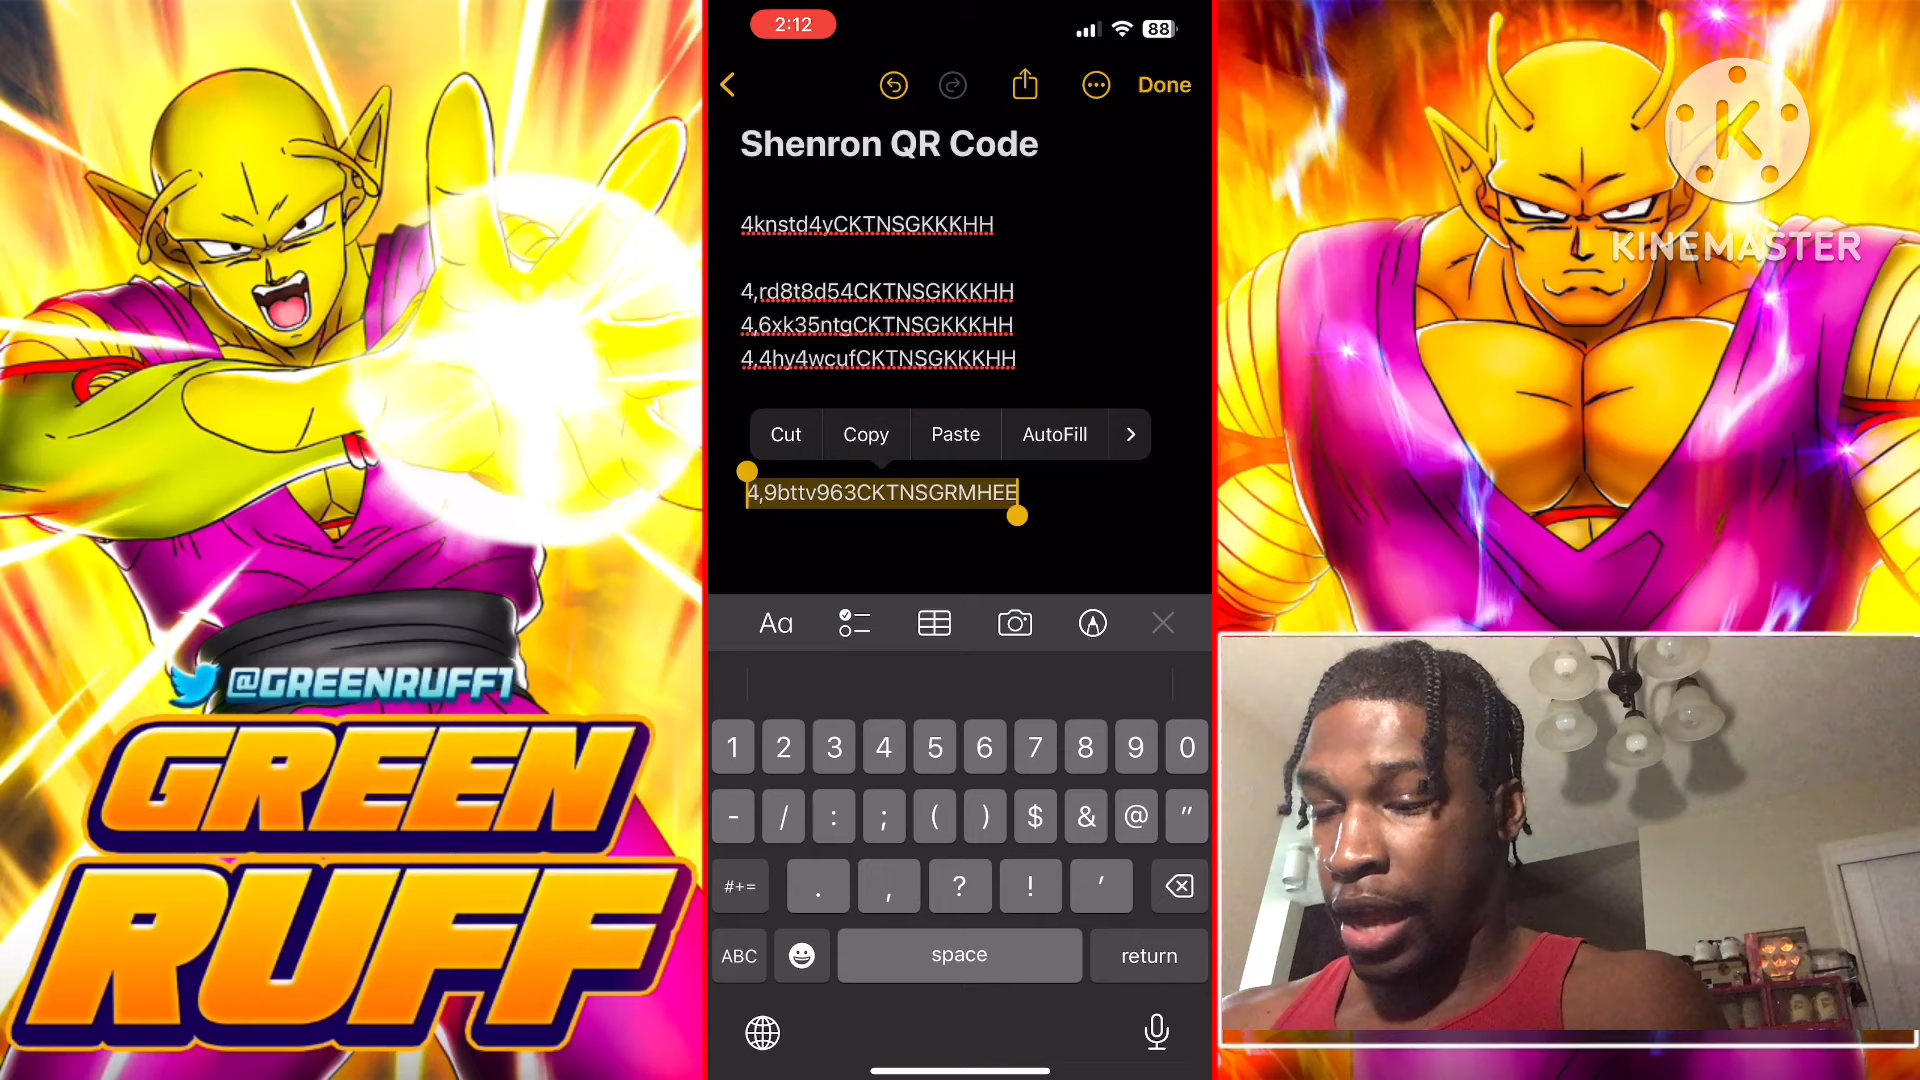 2:12
88
Done
Shenron QR Code
4knstd4yCKTNSGKKKHH
4,rd8t8d54CKTNSGKKKHH
4,6xk35ntgCKTNSGKKKHH
4,4hy4wcufCKTNSGKKKHH
Cut Copy Paste AutoFill
4,9bttv963CKTNSGRMHEE
Aa
1 2 3 4 5 6 7 8 9 0
- / : ; ( ) $ & @ "
#+= . , ? ! '
ABC space return
@GREENRUFF1
GREEN
RUFF
K
KINEMASTER